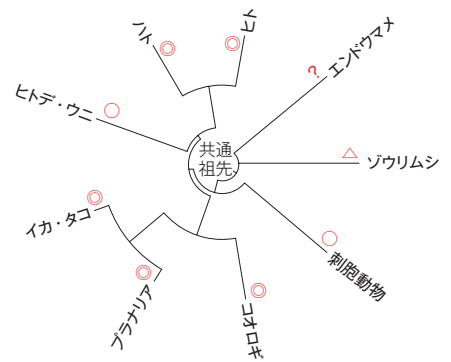 ハト
ヒト
エンドウマメ
?
ヒトデ・ウニ
共通
祖先
ゾウリムシ
イカ・タコ
刺胞動物
プラナリア
コオロギ